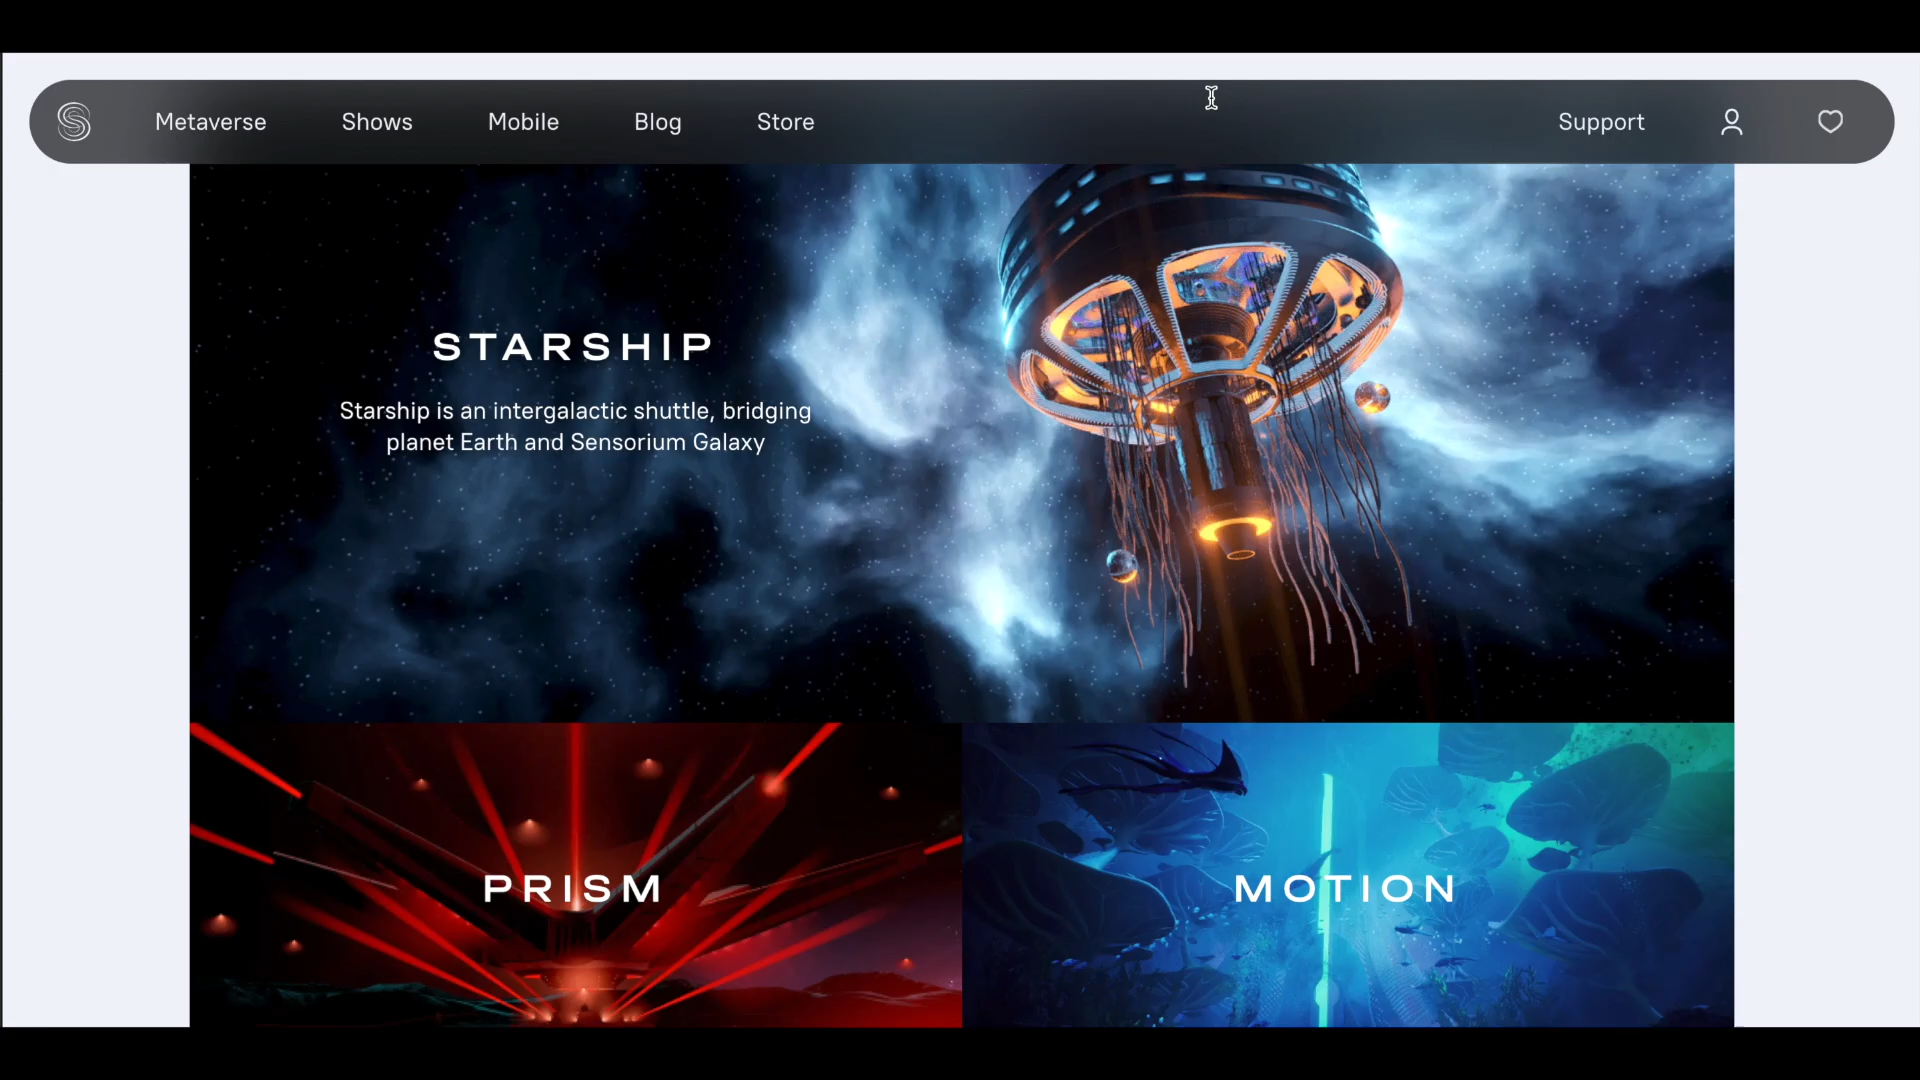 Metaverse
Shows
Mobile
Blog
Store
Support
STARSHIP
Starship is an intergalactic shuttle, bridging
planet Earth and Sensorium Galaxy
PRISM
MOTION